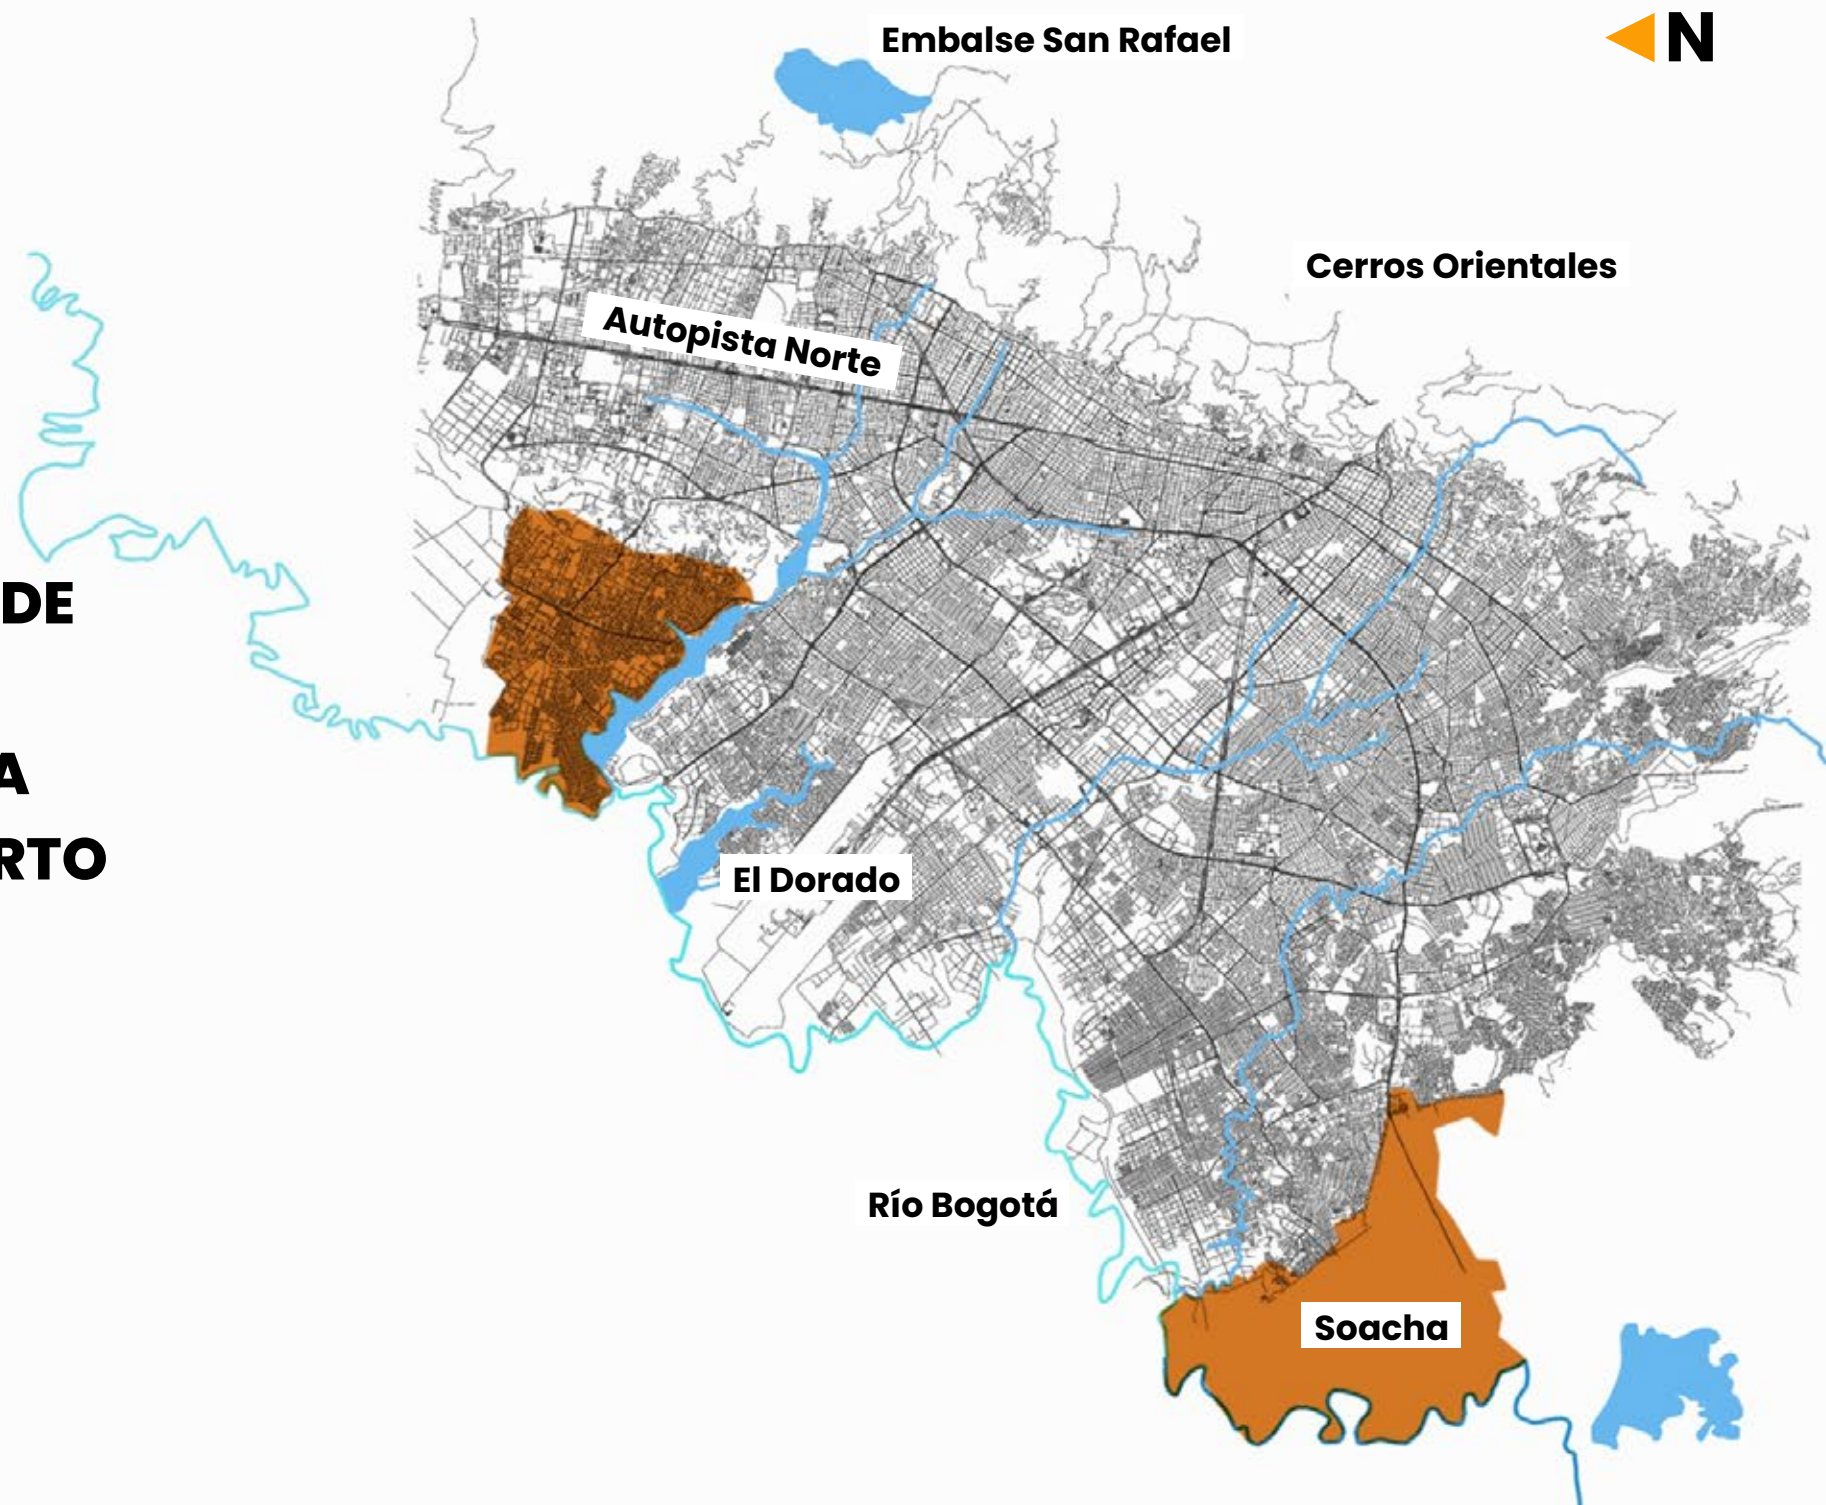 Embalse San Rafael
N
Cerros Orientales
Autopista Norte
DE
A
RTO
El Dorado
Río Bogotá
Soacha